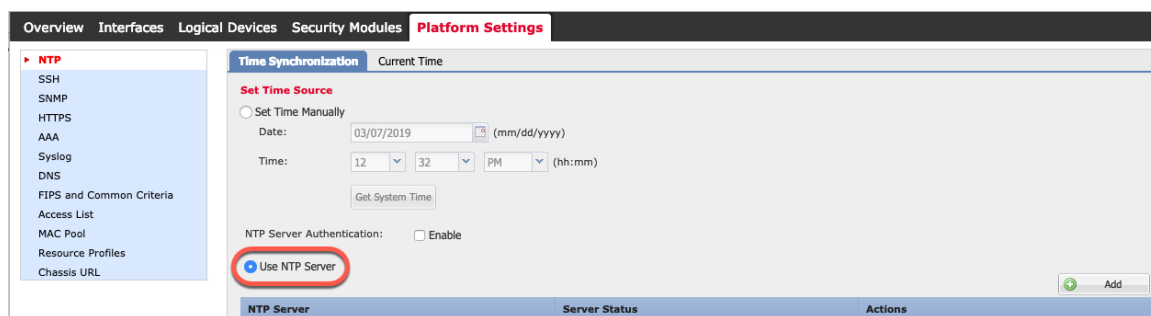 Overview Interfaces Logical Devices Security Modules Platform Settings
NTP
SSH
SNMP
HTTPS
AAA
Syslog
DNS
FIPS and Common Criteria
Access List
MAC Pool
Resource Profiles
Chassis URL
Time Synchronization Current Time
Set Time Source
Set Time Manually
Date: 03/07/2019 (mm/dd/yyyy)
Time: 12 32 PM (hh:mm)
Get System Time
NTP Server Authentication: Enable
Use NTP Server
Add
NTP Server Server Status Actions